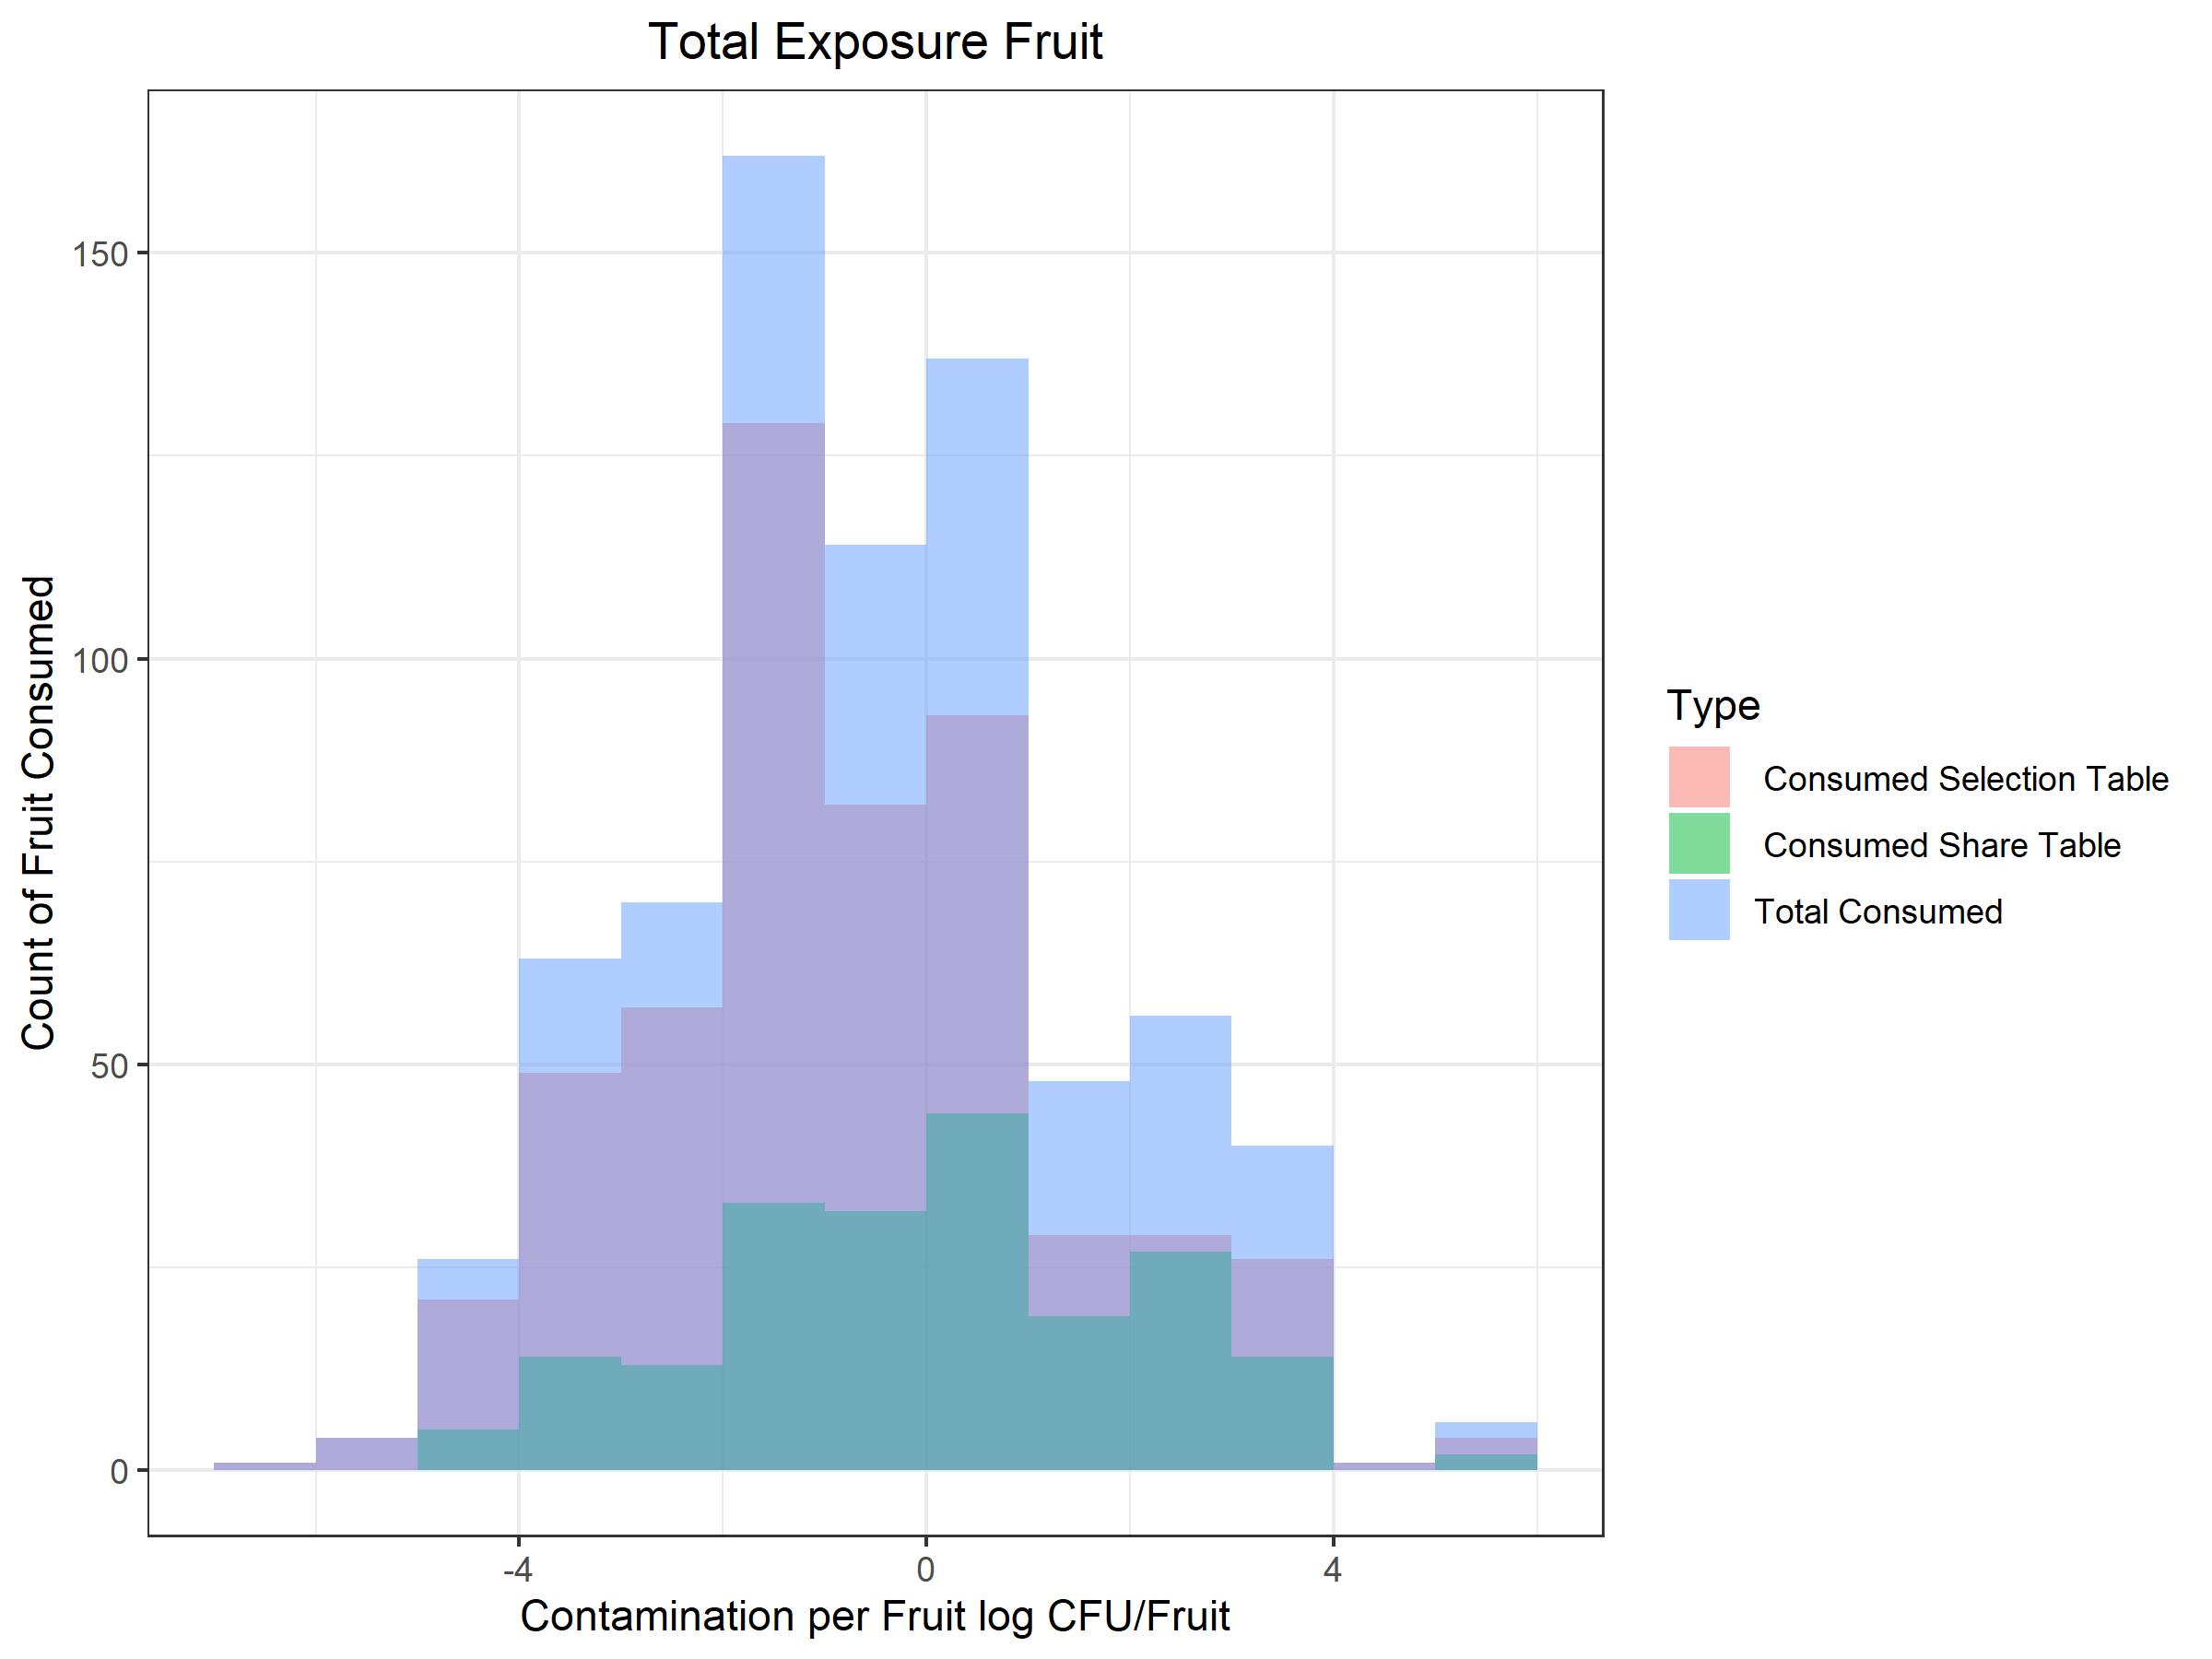 Total Exposure Fruit
Count of Fruit Consumed
150
100
50
0
-4
0
4
Contamination per Fruit log CFU/Fruit
Type
Consumed Selection Table
Consumed Share Table
Total Consumed